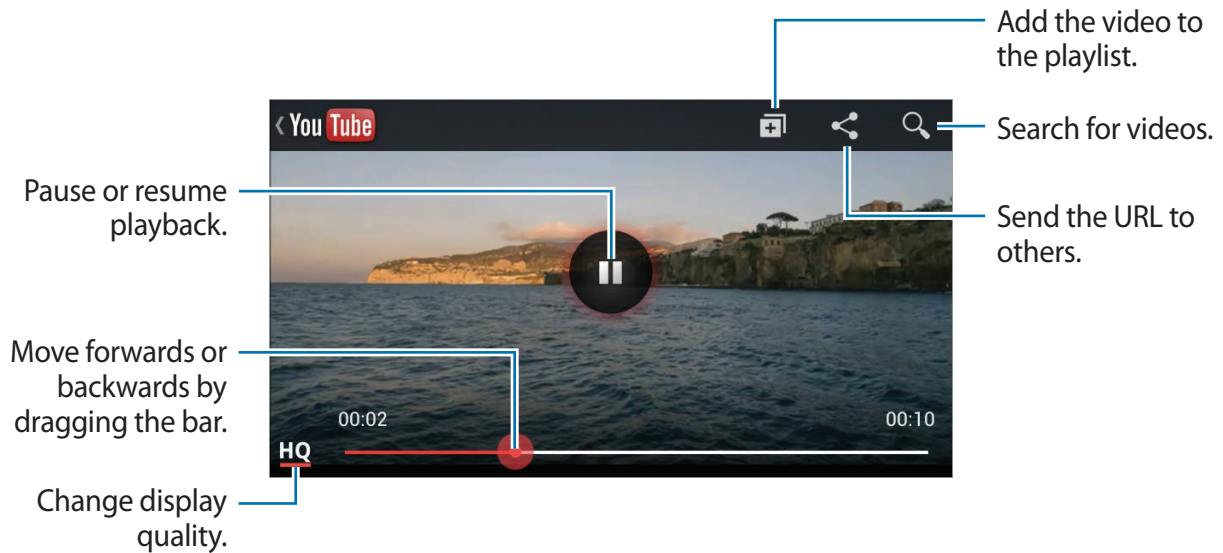 Add the video to
the playlist.
You Tube
Search for videos.
Pause or resume
playback.
Send the URL to
others.
Move forwards or
backwards by
dragging the bar.
00:02
00:10
HQ
Change display
quality.